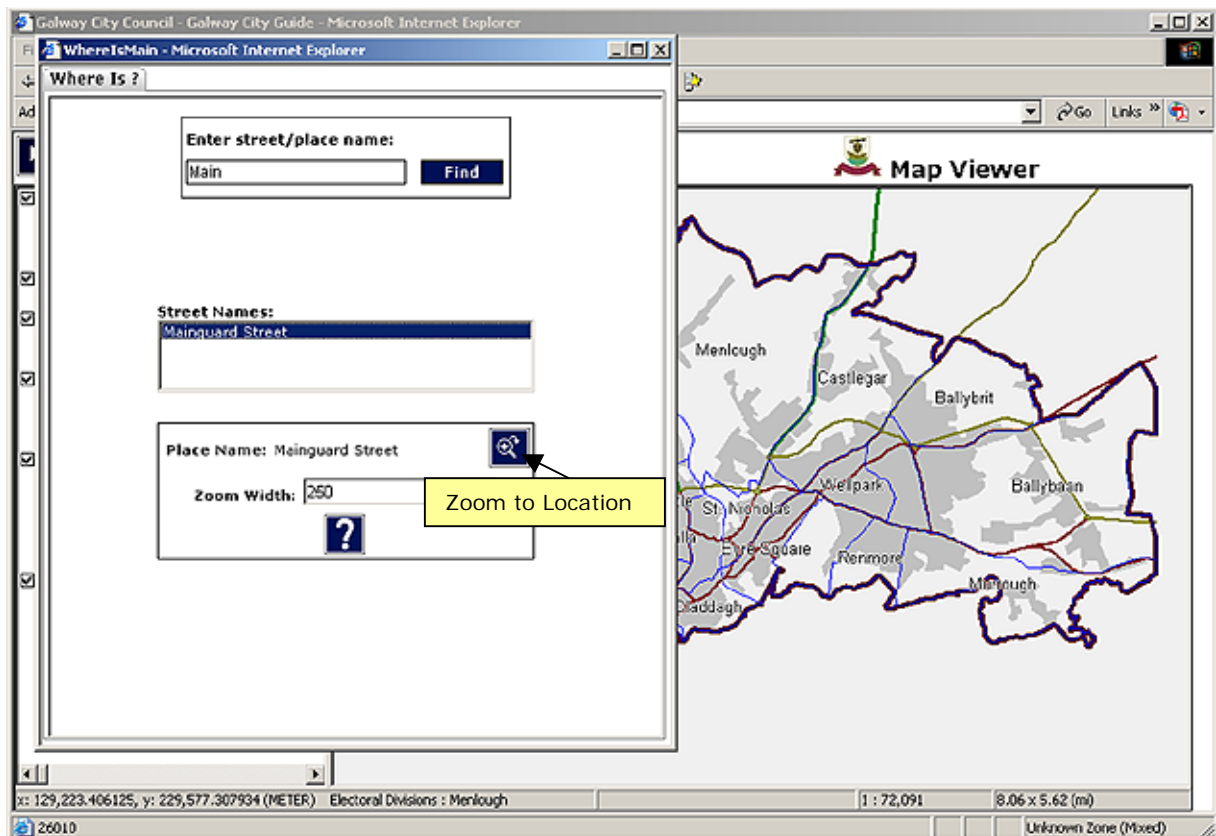 Galway City Council - Galway City Guide - Microsoft Internet Explorer
WhereIsMain - Microsoft Internet Explorer
Where Is ?
Go
Links »
Enter street/place name:
Main
Find
Map Viewer
Street Names:
Mainguard Street
Place Name: Mainguard Street
Zoom Width: 250
Zoom to Location
?
Menlough
Castlegar
Ballybrit
Wellpark
Ballybaan
St. Nicholas
Eyre Square
Renmore
Murrough
Claddagh
x: 129,223.406125, y: 229,577.307934 (METER)
Electoral Divisions : Menlough
1 : 72,091
8.06 x 5.62 (mi)
26010
Unknown Zone (Mixed)